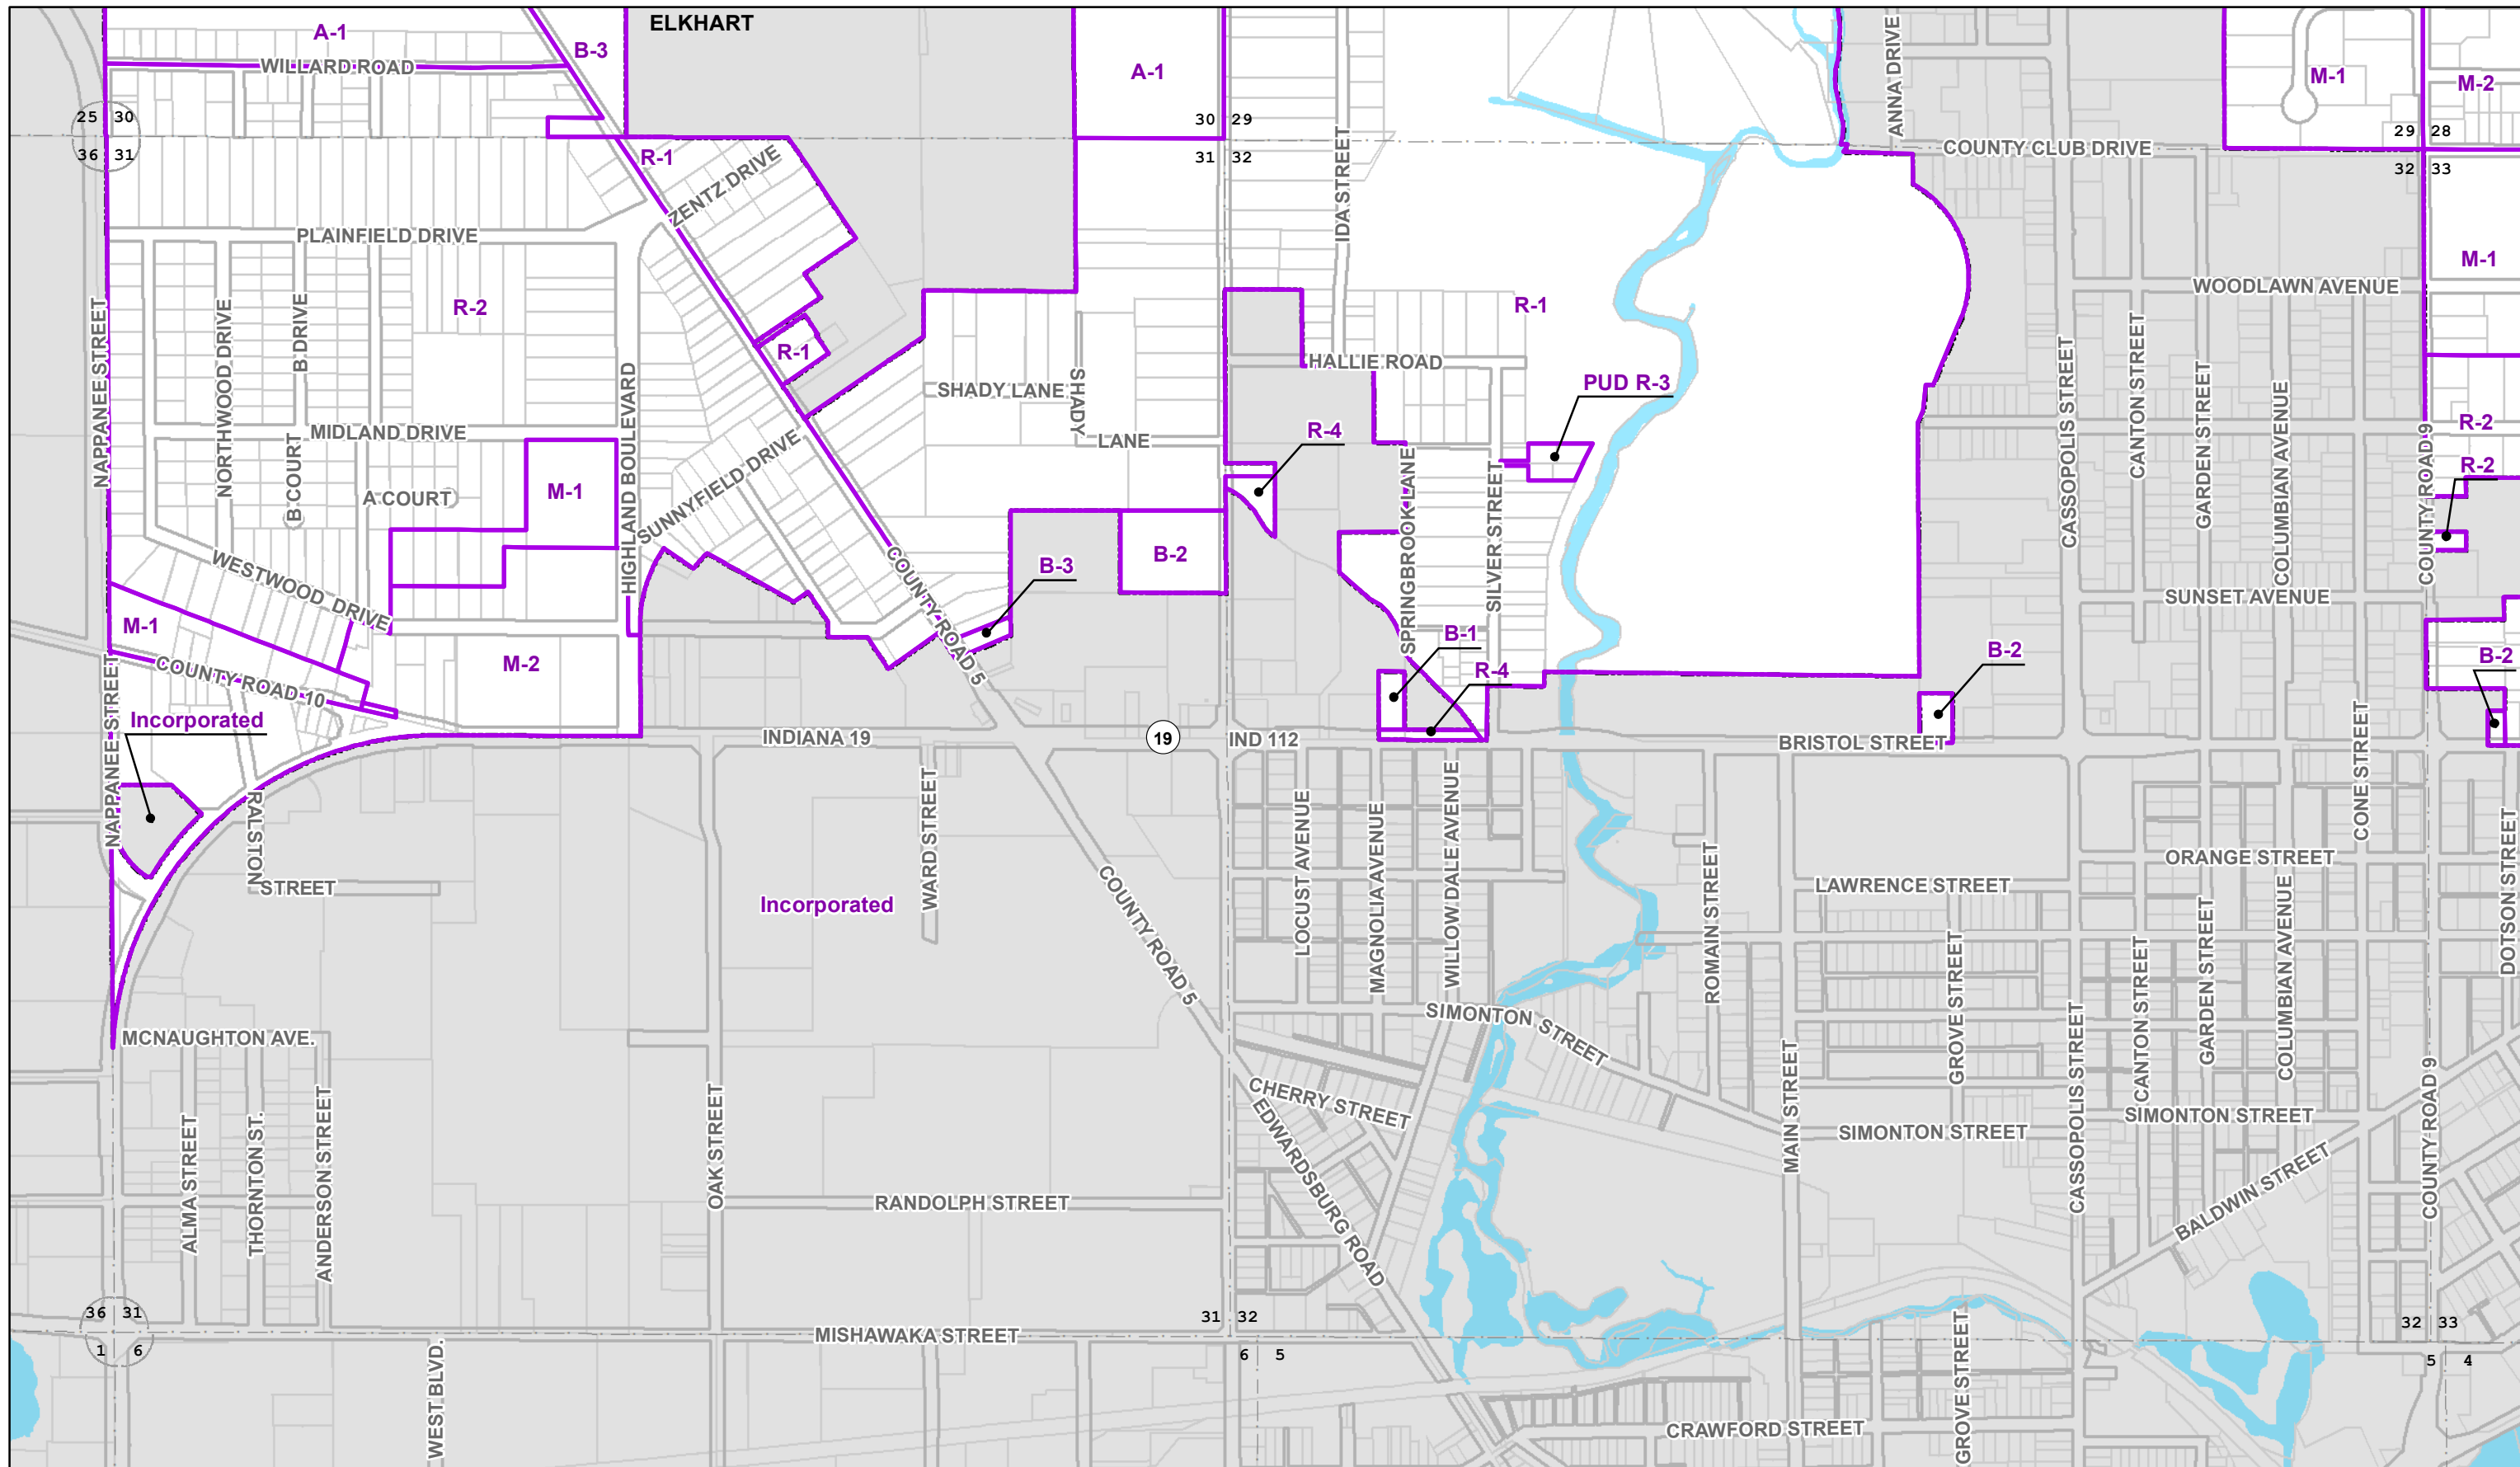 ELKHART
A-1
B-3
WILLARD ROAD
A-1
ANNA DRIVE
M-1
M-2
25 30
36 31
30 29
31 32
29 28
32 33
R-1
ZENTZ DRIVE
IDA STREET
COUNTY CLUB DRIVE
PLAINFIELD DRIVE
M-1
WOODLAWN AVENUE
NAPPANEE STREET
NORTHWOOD DRIVE
B DRIVE
R-2
R-1
R-1
HALLIE ROAD
CASSOPOLIS STREET
CANTON STREET
GARDEN STREET
COLUMBIAN AVENUE
HIGHLAND BOULEVARD
SHADY LANE
SHADY
LANE
PUD R-3
R-4
R-2
R-2
COUNTY ROAD 9
MIDLAND DRIVE
B COURT
A COURT
M-1
SUNNYFIELD DRIVE
SPRINGBROOK LANE
SILVER STREET
WESTWOOD DRIVE
COUNTY ROAD 5
B-3
B-2
SUNSET AVENUE
M-1
M-2
B-1
R-4
B-2
B-2
COUNTY ROAD 10
NAPPANEE STREET
Incorporated
INDIANA 19
19
IND 112
BRISTOL STREET
CONE STREET
RALSTON
STREET
WARD STREET
Incorporated
COUNTY ROAD 5
LOCUST AVENUE
MAGNOLIA AVENUE
WILLOW DALE AVENUE
ROMAIN STREET
LAWRENCE STREET
ORANGE STREET
DOTSON STREET
GROVE STREET
CANTON STREET
GARDEN STREET
COLUMBIAN AVENUE
MCNAUGHTON AVE.
SIMONTON STREET
ALMA STREET
THORNTON ST.
ANDERSON STREET
OAK STREET
CHERRY STREET
EDWARDSBURG ROAD
MAIN STREET
SIMONTON STREET
CASSOPOLIS STREET
SIMONTON STREET
BALDWIN STREET
COUNTY ROAD 9
RANDOLPH STREET
36 31
1 6
MISHAWAKA STREET
31 32
6 5
32 33
5 4
WEST BLVD.
GROVE STREET
CRAWFORD STREET